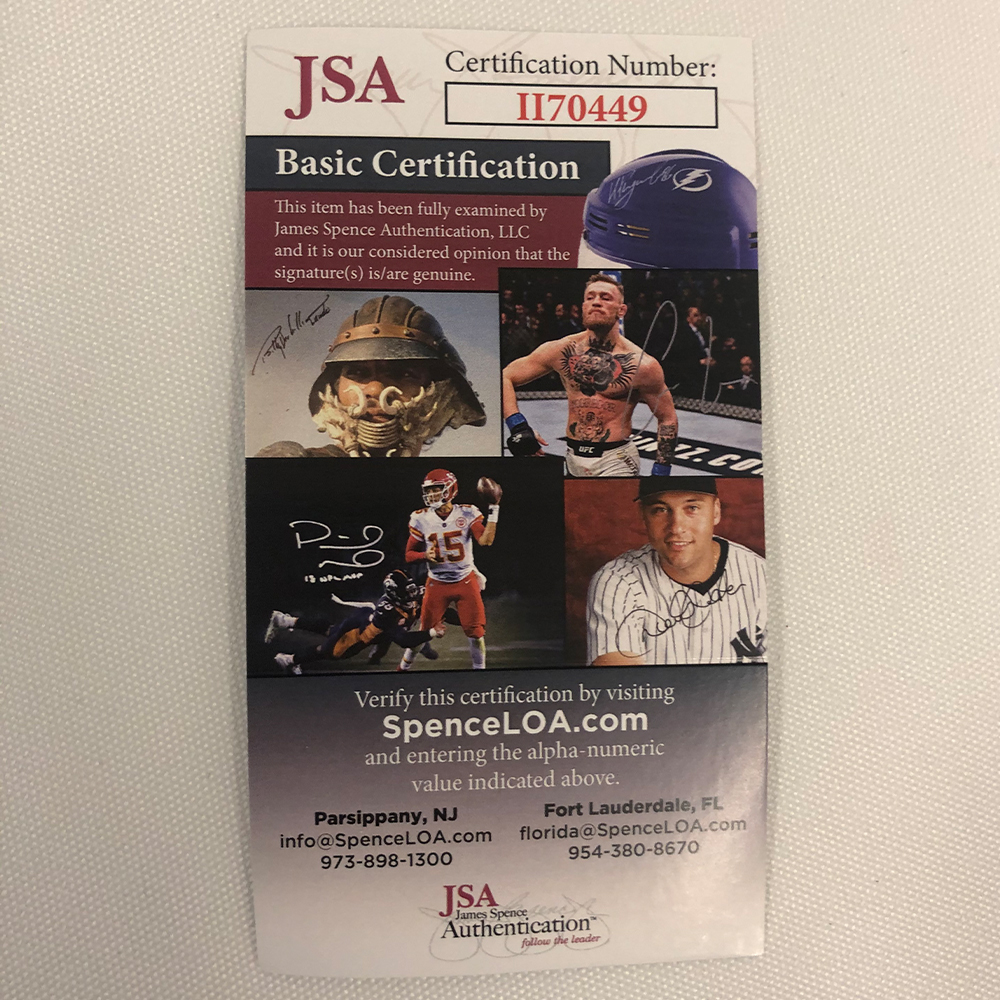 JSA
Certification Number:
II70449
Basic Certification
This item has been fully examined by
James Spence Authentication, LLC
and it is our considered opinion that the
signature(s) is/are genuine.
UFC
15
Verify this certification by visiting
SpenceLOA.com
and entering the alpha-numeric
value indicated above.
Parsippany, NJ
info@SpenceLOA.com
973-898-1300
Fort Lauderdale, FL
florida@SpenceLOA.com
954-380-8670
JSA
James Spence
Authentication™
follow the leader